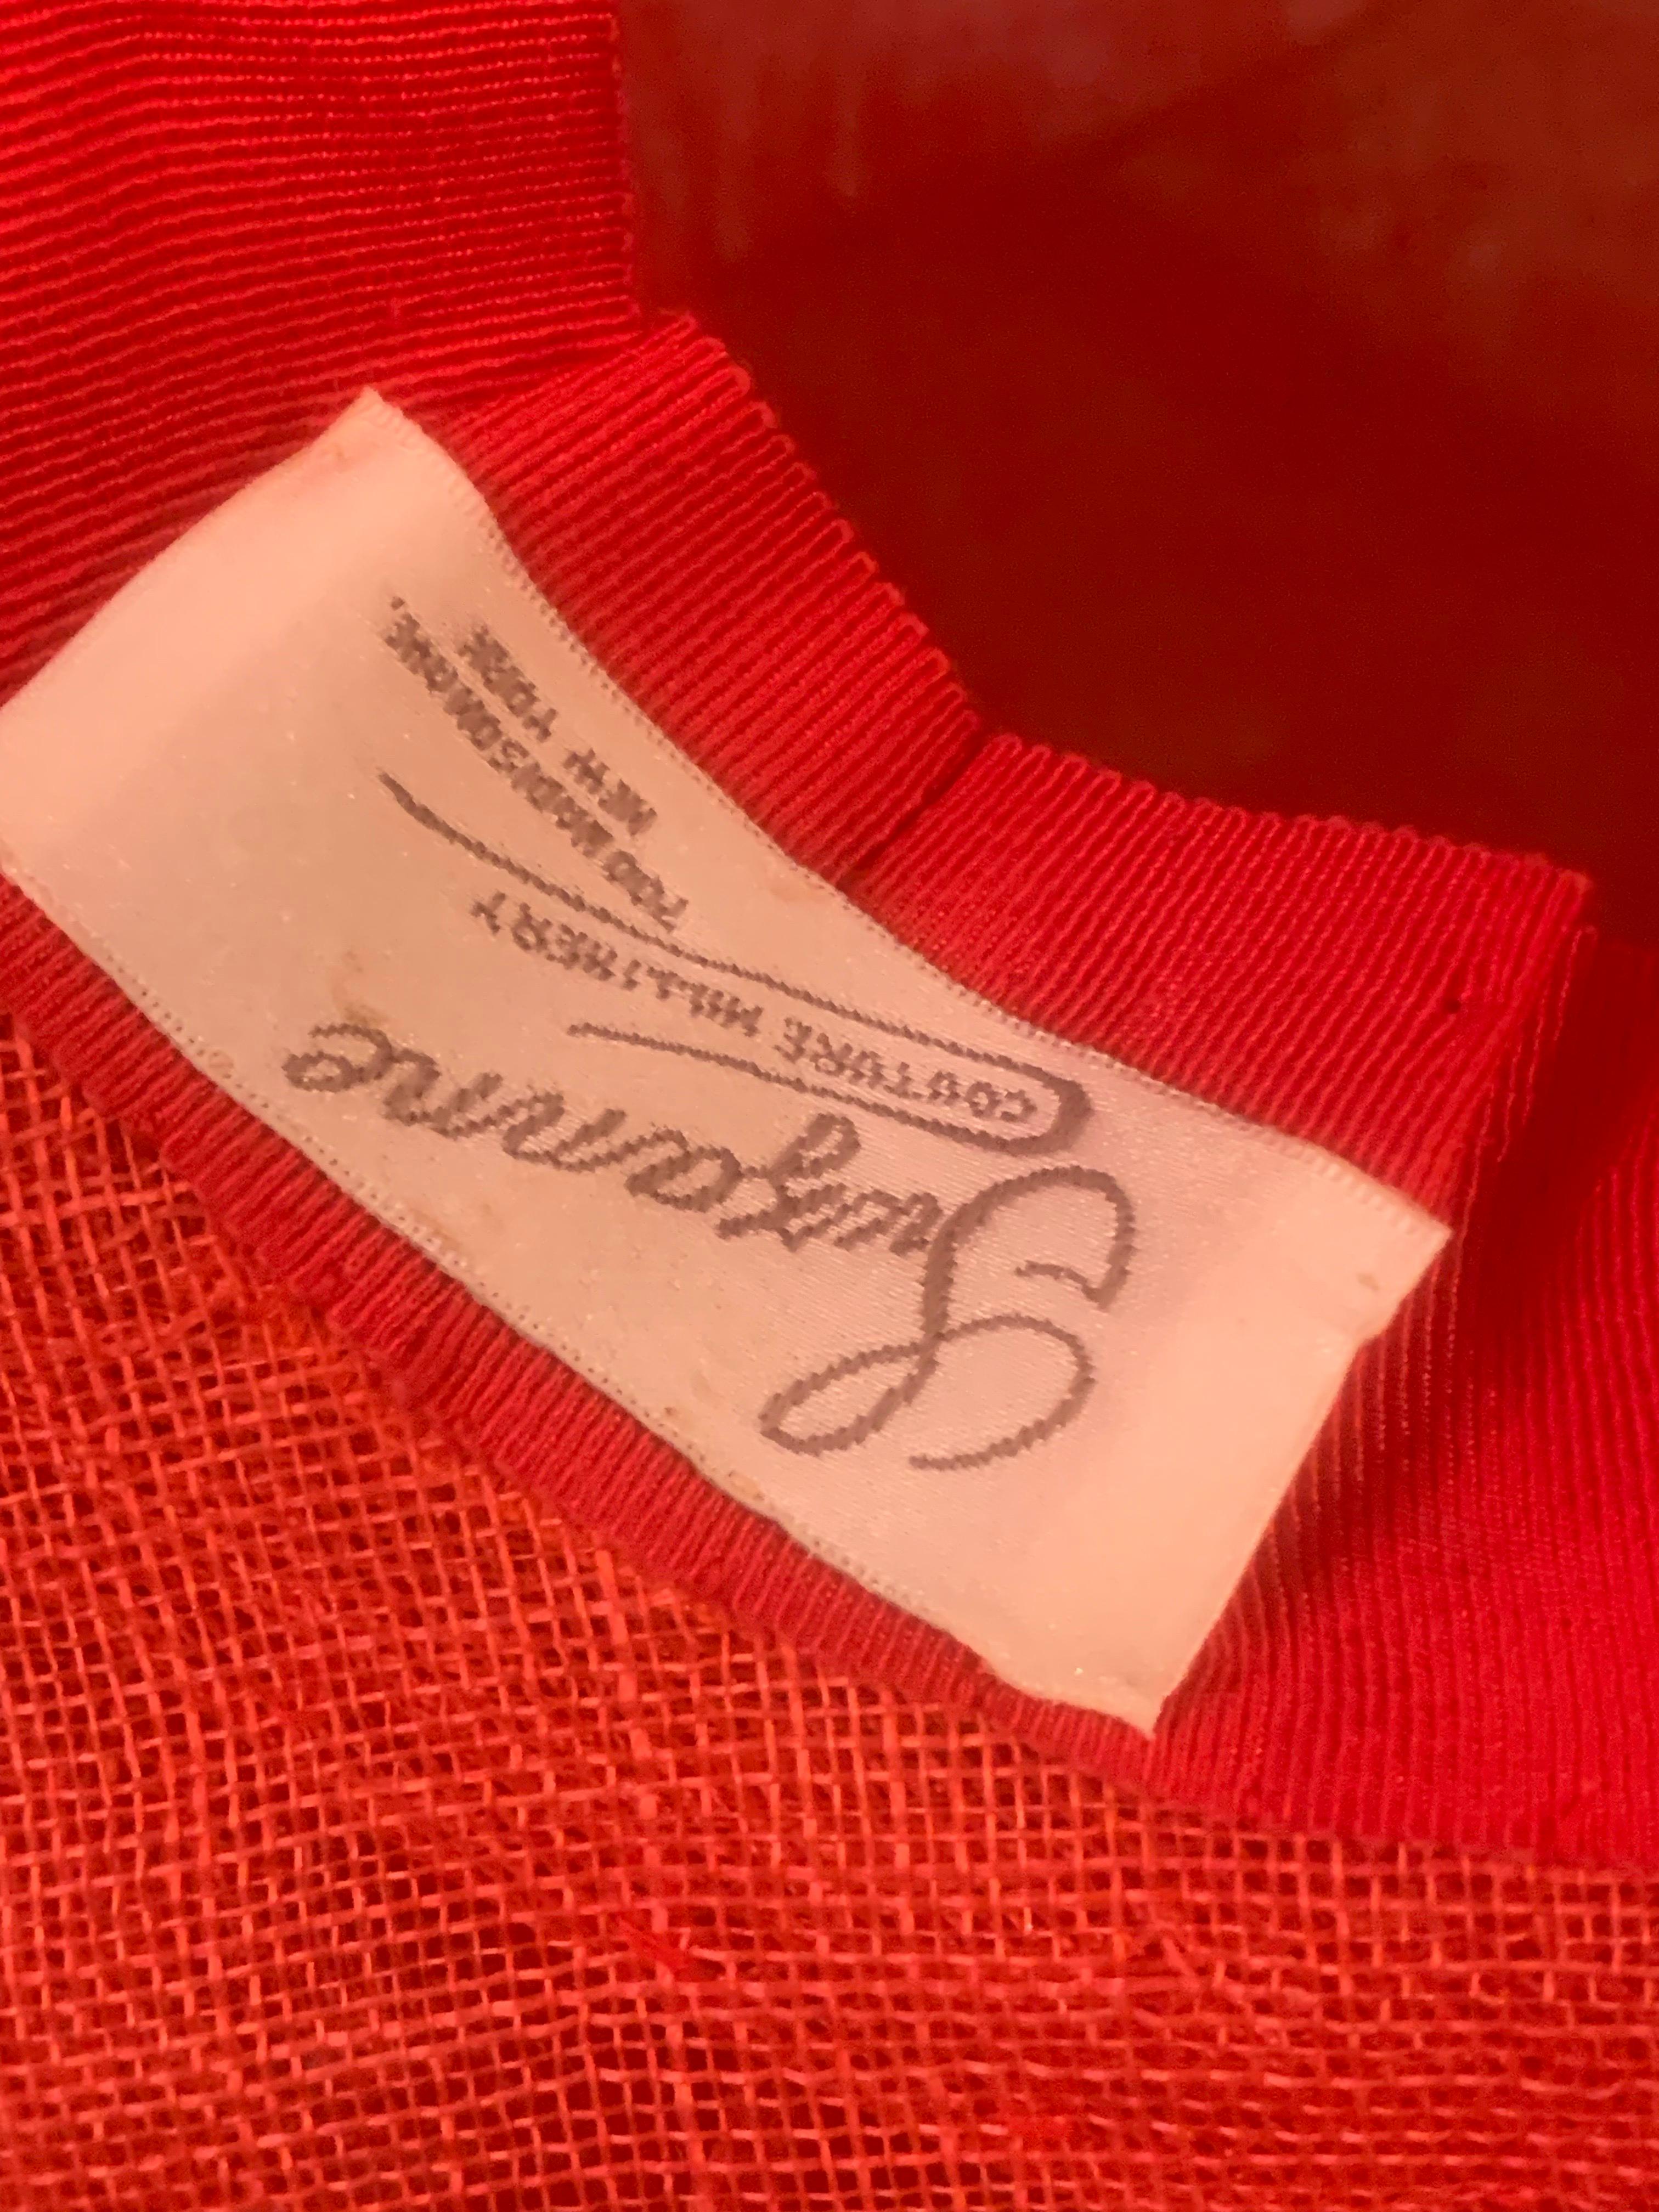 Suzanne
COUTURE MILLINERY
700 MADISON AVE.
NEW YORK